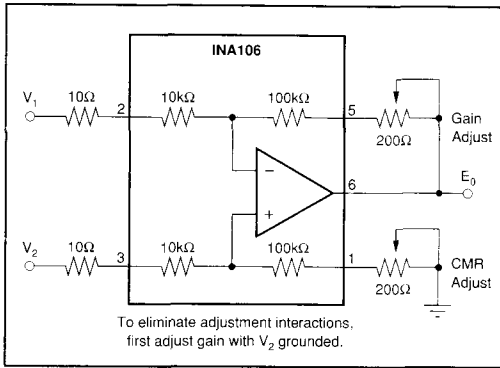 INA106
V1
10Ω
2
10kΩ
100kΩ
5
200Ω
Gain
Adjust
−
+
6
E0
V2
10Ω
3
10kΩ
100kΩ
1
200Ω
CMR
Adjust
To eliminate adjustment interactions,
first adjust gain with V2 grounded.